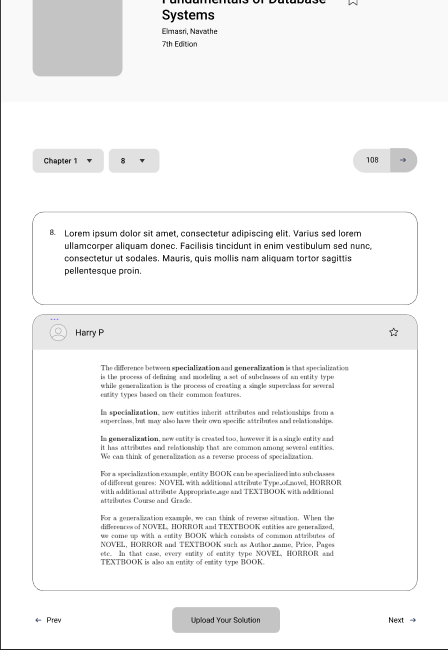 Fundamentals of Database
Systems
Elmasri, Navathe
7th Edition
Chapter 1
8
108
8. Lorem ipsum dolor sit amet, consectetur adipiscing elit. Varius sed lorem
ullamcorper aliquam donec. Facilisis tincidunt in enim vestibulum sed nunc,
consectetur ut sodales. Mauris, quis mollis nam aliquam tortor sagittis
pellentesque proin.
Harry P
The difference between specialization and generalization is that specialization
is the process of defining and modeling a set of subclasses of an entity type
while generalization is the process of creating a single superclass for several
entity types based on their common features.
In specialization, new entities inherit attributes and relationships from a
superclass, but may also have their own specific attributes and relationships.
In generalization, new entity is created too, however it is a single entity and
it has attributes and relationship that are common among several entities.
We can think of generalization as a reverse process of specialization.
For a specialization example, entity BOOK can be specialized into subclasses
of different genres: NOVEL with additional attribute Type_of_novel, HORROR
with additional attribute Appropriate_age and TEXTBOOK with additional
attributes Course and Grade.
For a generalization example, we can think of reverse situation. When the
differences of NOVEL, HORROR and TEXTBOOK entities are generalized,
we come up with a entity BOOK which consists of common attributes of
NOVEL, HORROR and TEXTBOOK such as Author_name, Price, Pages
etc. In that case, every entity of entity type NOVEL, HORROR and
TEXTBOOK is also an entity of entity type BOOK.
Prev
Upload Your Solution
Next